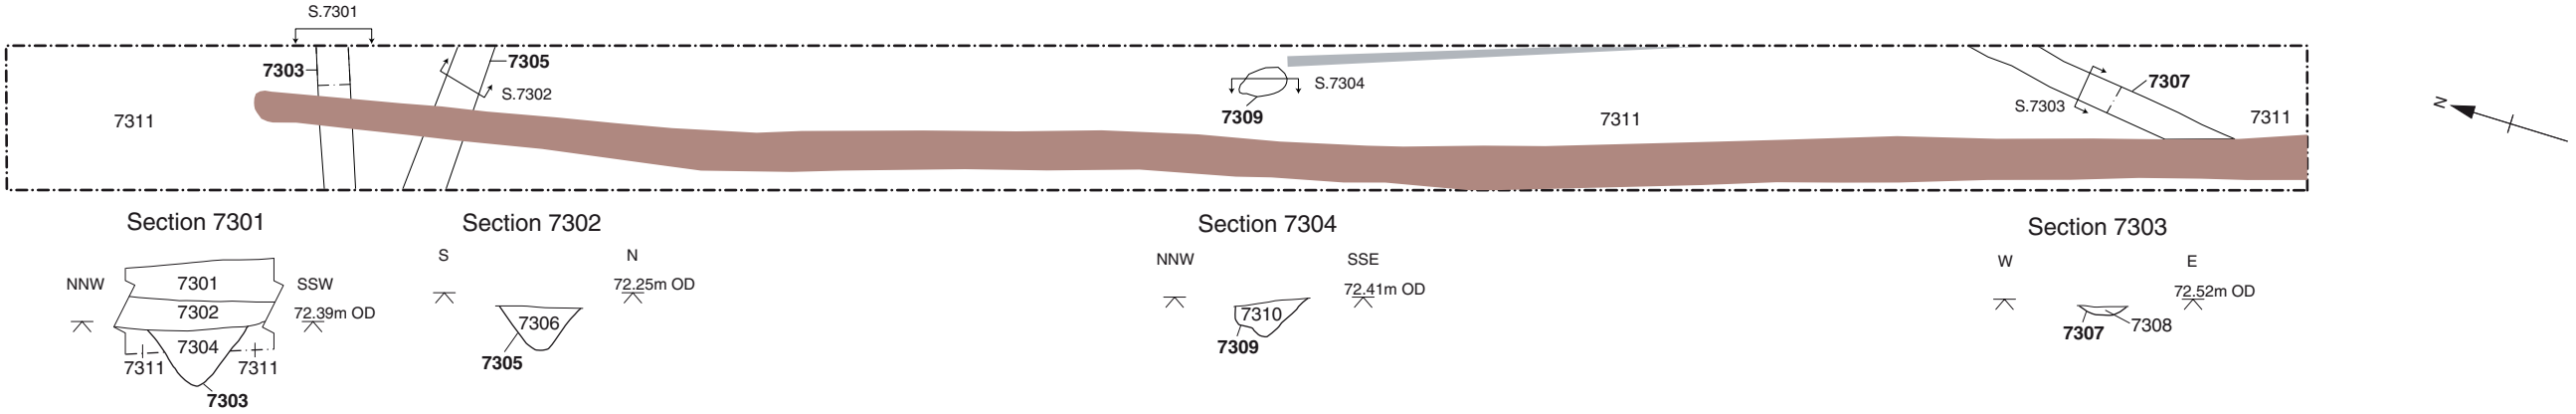 S.7301
7303
7305
S.7302
7311
S.7304
7309
7311
7307
S.7303
7311
N
Section 7301
Section 7302
Section 7304
Section 7303
NNW
SSW
7301
7302
72.39m OD
7304
7311
7311
7303
S
N
72.25m OD
7306
7305
NNW
SSE
72.41m OD
7310
7309
W
E
72.52m OD
7307
7308